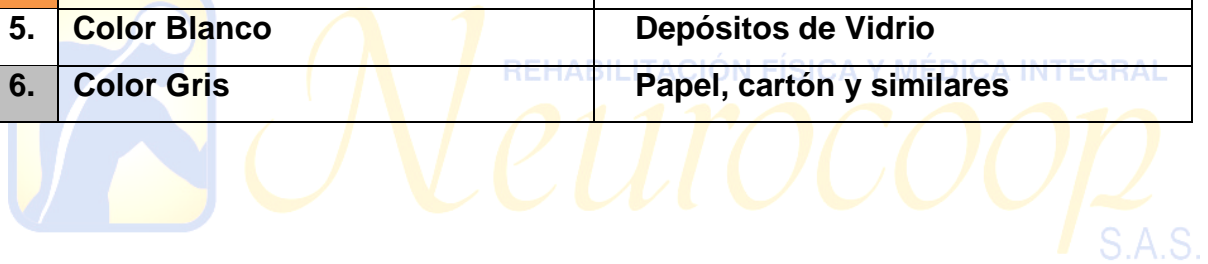 5. Color Blanco Depósitos de Vidrio
REHABILITACIÓN FÍSICA Y MÉDICA INTEGRAL
6. Color Gris Papel, cartón y similares
Neurocoop
S.A.S.